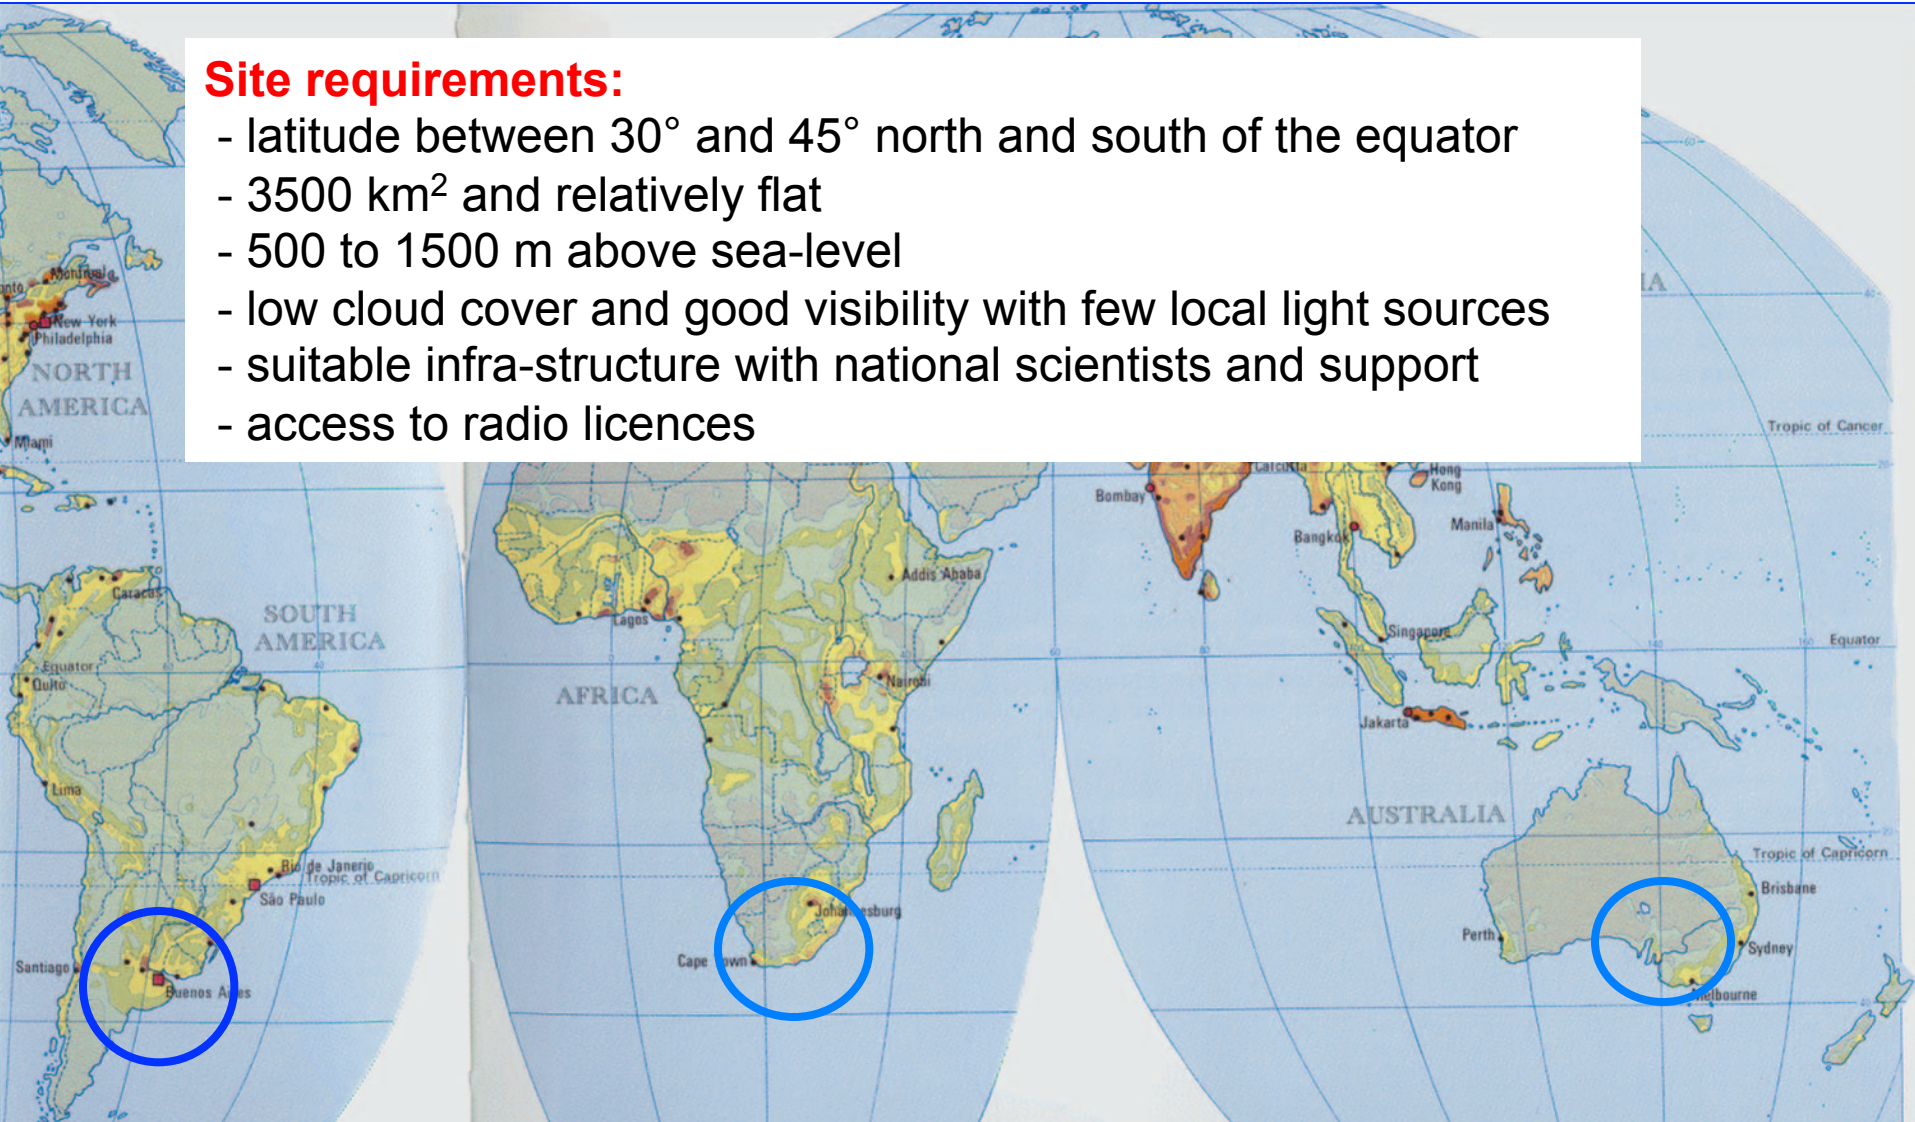 Site requirements:
- latitude between 30° and 45° north and south of the equator
- 3500 km² and relatively flat
- 500 to 1500 m above sea-level
- low cloud cover and good visibility with few local light sources
- suitable infra-structure with national scientists and support
- access to radio licences
Montreal
New York
Philadelphia
NORTH
AMERICA
Miami
Tropic of Cancer
Calcutta
Hong
Kong
Bombay
Manila
Bangkok
Addis Ababa
Caracas
SOUTH
AMERICA
Lagos
Singapore
Equator
Equator
Quito
Nairobi
AFRICA
Jakarta
Lima
AUSTRALIA
Tropic of Capricorn
Rio de Janerio
Tropic of Capricorn
São Paulo
Brisbane
Johannesburg
Perth
Sydney
Santiago
Cape Town
Buenos Aires
Melbourne